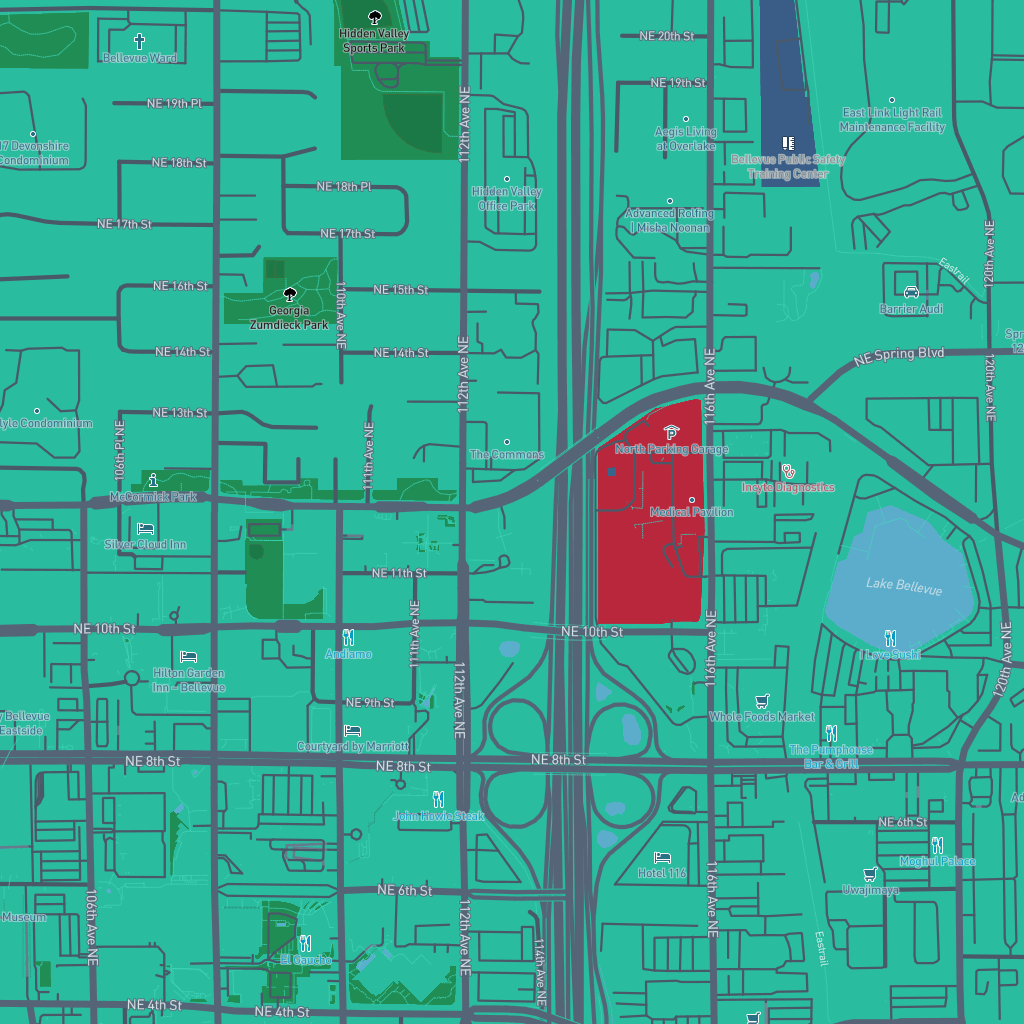 Hidden Valley
Sports Park
NE 20th St
Bellevue Ward
NE 19th St
NE 19th Pl
112th Ave NE
East Link Light Rail
Maintenance Facility
Aegis Living
at Overlake
17 Devonshire
Condominium
Bellevue Public Safety
Training Center
NE 18th St
NE 18th Pl
Hidden Valley
Office Park
Advanced Rolfing
| Misha Noonan
NE 17th St
NE 17th St
120th Ave NE
Eastrail
NE 16th St
NE 15th St
110th Ave NE
Georgia
Zumdieck Park
Barrier Audi
NE 14th St
NE 14th St
112th Ave NE
116th Ave NE
NE Spring Blvd
120th Ave NE
NE 13th St
106th Pl NE
111th Ave NE
The Commons
North Parking Garage
Incyte Diagnostics
McCormick Park
Medical Pavilion
Silver Cloud Inn
NE 11th St
Lake Bellevue
NE 10th St
NE 10th St
111th Ave NE
116th Ave NE
120th Ave NE
Andiamo
I Love Sushi
Hilton Garden
Inn - Bellevue
112th Ave NE
NE 9th St
Whole Foods Market
Courtyard by Marriott
The Pumphouse
Bar & Grill
NE 8th St
NE 8th St
NE 8th St
John Howie Steak
NE 6th St
Moghul Palace
Hotel 116
Uwajimaya
NE 6th St
106th Ave NE
112th Ave NE
116th Ave NE
114th Ave NE
Eastrail
Museum
El Gaucho
NE 4th St
NE 4th St